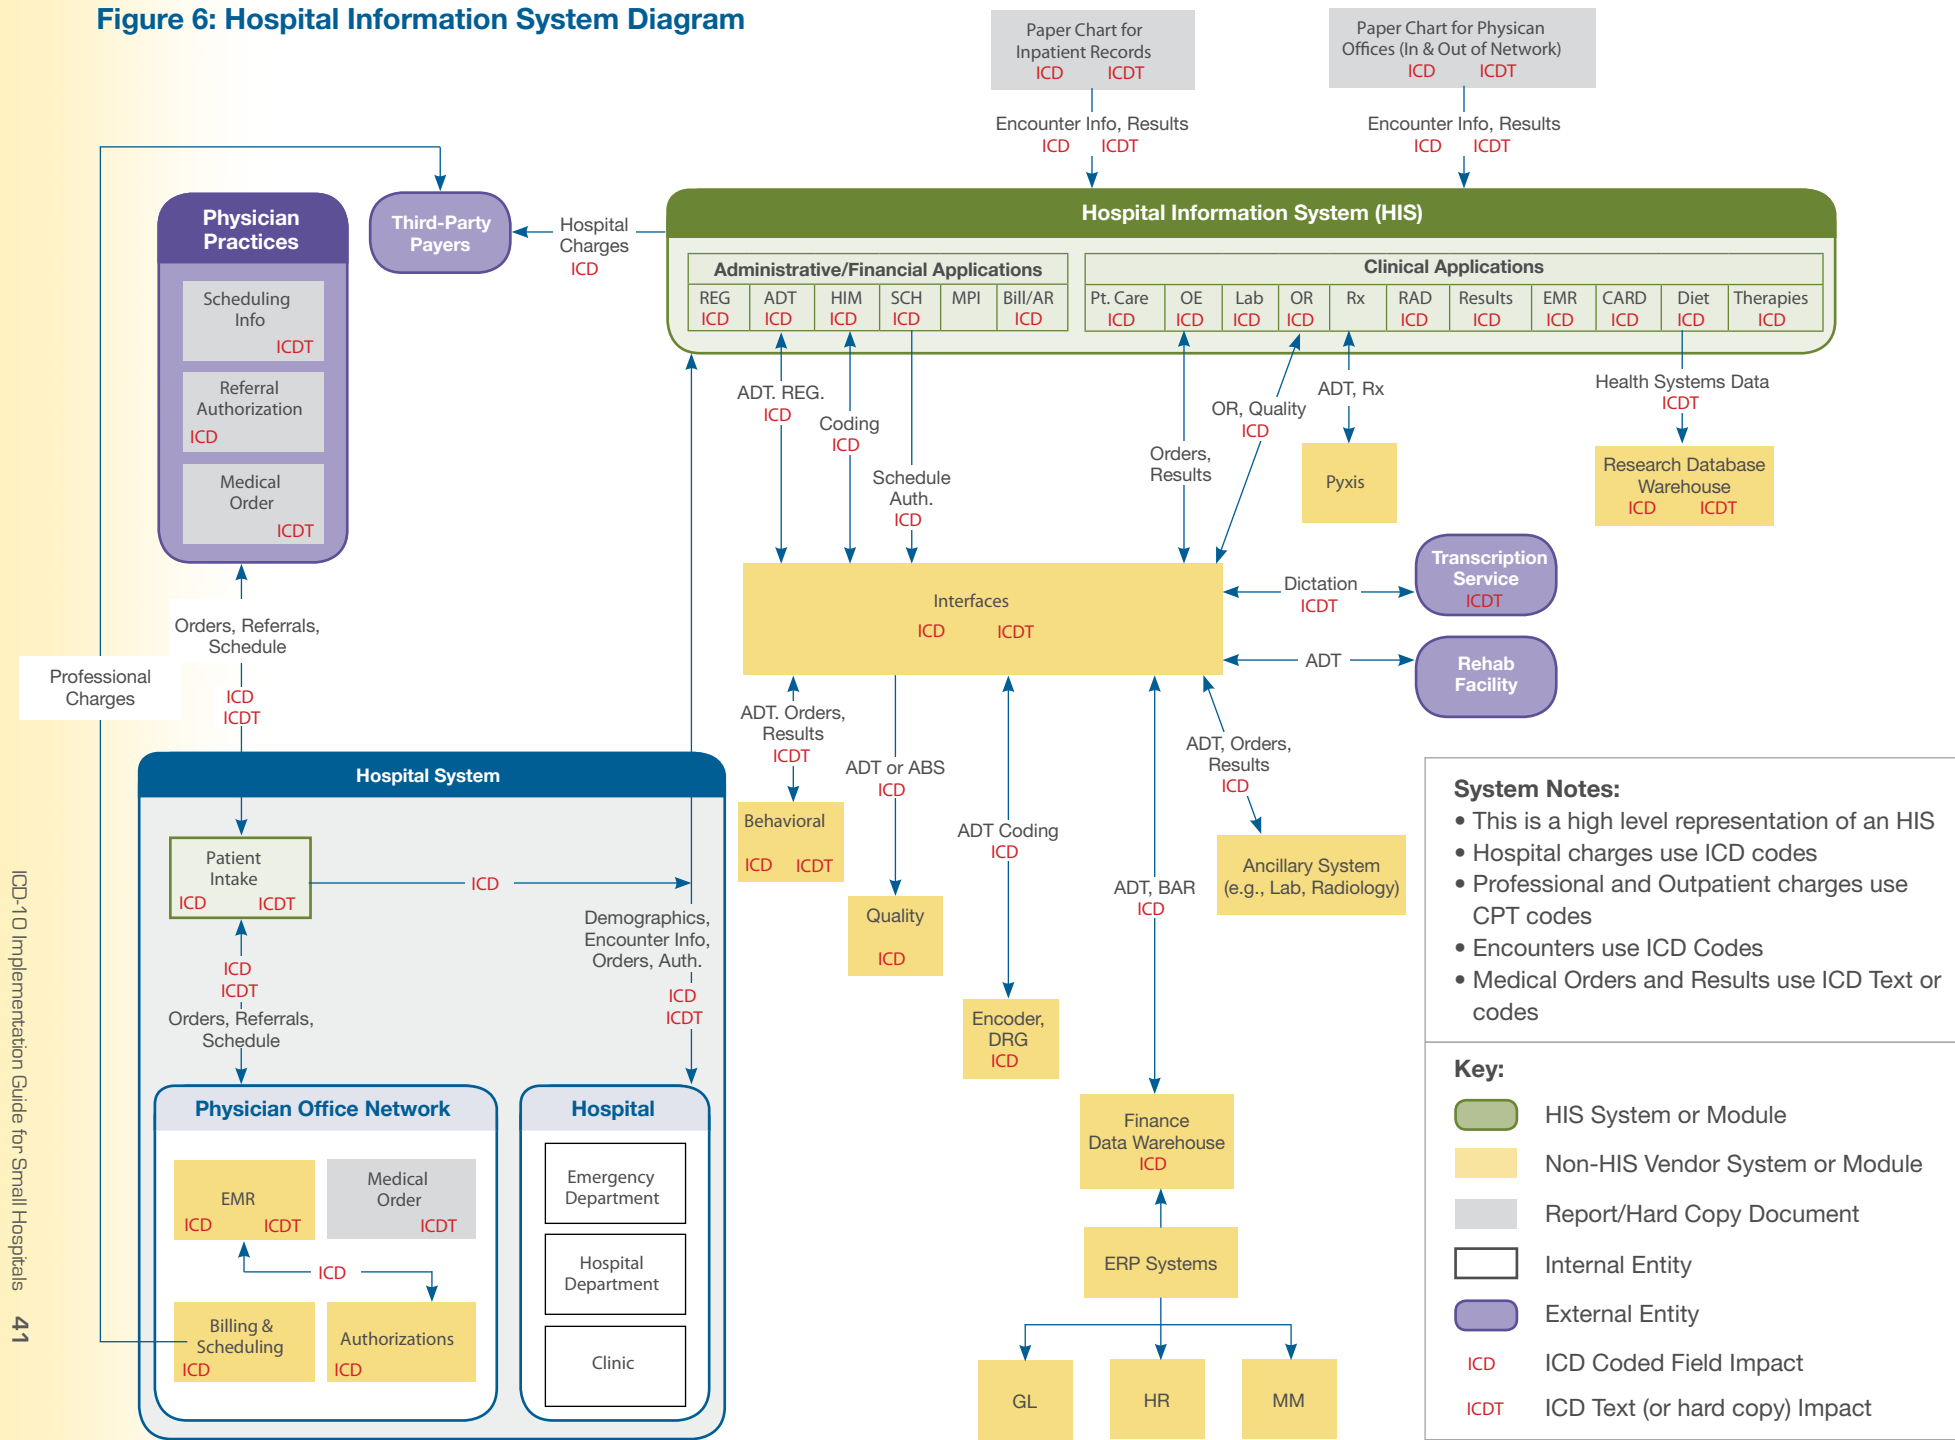 Figure 6: Hospital Information System Diagram
Paper Chart for
Inpatient Records
ICD ICDT
Paper Chart for Physican
Offices (In & Out of Network)
ICD ICDT
Encounter Info, Results
ICD ICDT
Encounter Info, Results
ICD ICDT
Physician
Practices
Scheduling
Info
ICDT
Referral
Authorization
ICD
Medical
Order
ICDT
Third-Party
Payers
Hospital
Charges
ICD
Hospital Information System (HIS)
Administrative/Financial Applications
REG ADT HIM SCH MPI Bill/AR
ICD ICD ICD ICD ICD
Clinical Applications
Pt. Care OE Lab OR Rx RAD Results EMR CARD Diet Therapies
ICD ICD ICD ICD ICD ICD ICD ICD ICD ICD
ADT. REG.
ICD
Coding
ICD
Schedule
Auth.
ICD
Orders,
Results
OR, Quality
ICD
ADT, Rx
Pyxis
Health Systems Data
ICDT
Research Database
Warehouse
ICD ICDT
Interfaces
ICD ICDT
Dictation
ICDT
Transcription
Service
ICDT
ADT
Rehab
Facility
Orders, Referrals,
Schedule
ICD
ICDT
Professional
Charges
ADT. Orders,
Results
ICDT
Behavioral
ICD ICDT
ADT or ABS
ICD
Quality
ICD
ADT Coding
ICD
Encoder,
DRG
ICD
ADT, BAR
ICD
Finance
Data Warehouse
ICD
ERP Systems
GL
HR
MM
ADT, Orders,
Results
ICD
Ancillary System
(e.g., Lab, Radiology)
Hospital System
Patient
Intake
ICD ICDT
ICD
Demographics,
Encounter Info,
Orders, Auth.
ICD
ICDT
ICD
ICDT
Orders, Referrals,
Schedule
Physician Office Network
EMR
ICD ICDT
Medical
Order
ICDT
ICD
Billing &
Scheduling
ICD
Authorizations
ICD
Hospital
Emergency
Department
Hospital
Department
Clinic
System Notes:
• This is a high level representation of an HIS
• Hospital charges use ICD codes
• Professional and Outpatient charges use
CPT codes
• Encounters use ICD Codes
• Medical Orders and Results use ICD Text or
codes
Key:
HIS System or Module
Non-HIS Vendor System or Module
Report/Hard Copy Document
Internal Entity
External Entity
ICD ICD Coded Field Impact
ICDT ICD Text (or hard copy) Impact
ICD-10 Implementation Guide for Small Hospitals 41